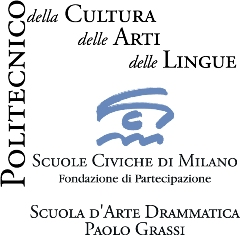 POLITECNICO
della CULTURA
delle ARTI
delle LINGUE
SCUOLE CIVICHE DI MILANO
Fondazione di Partecipazione
SCUOLA D'ARTE DRAMMATICA
PAOLO GRASSI